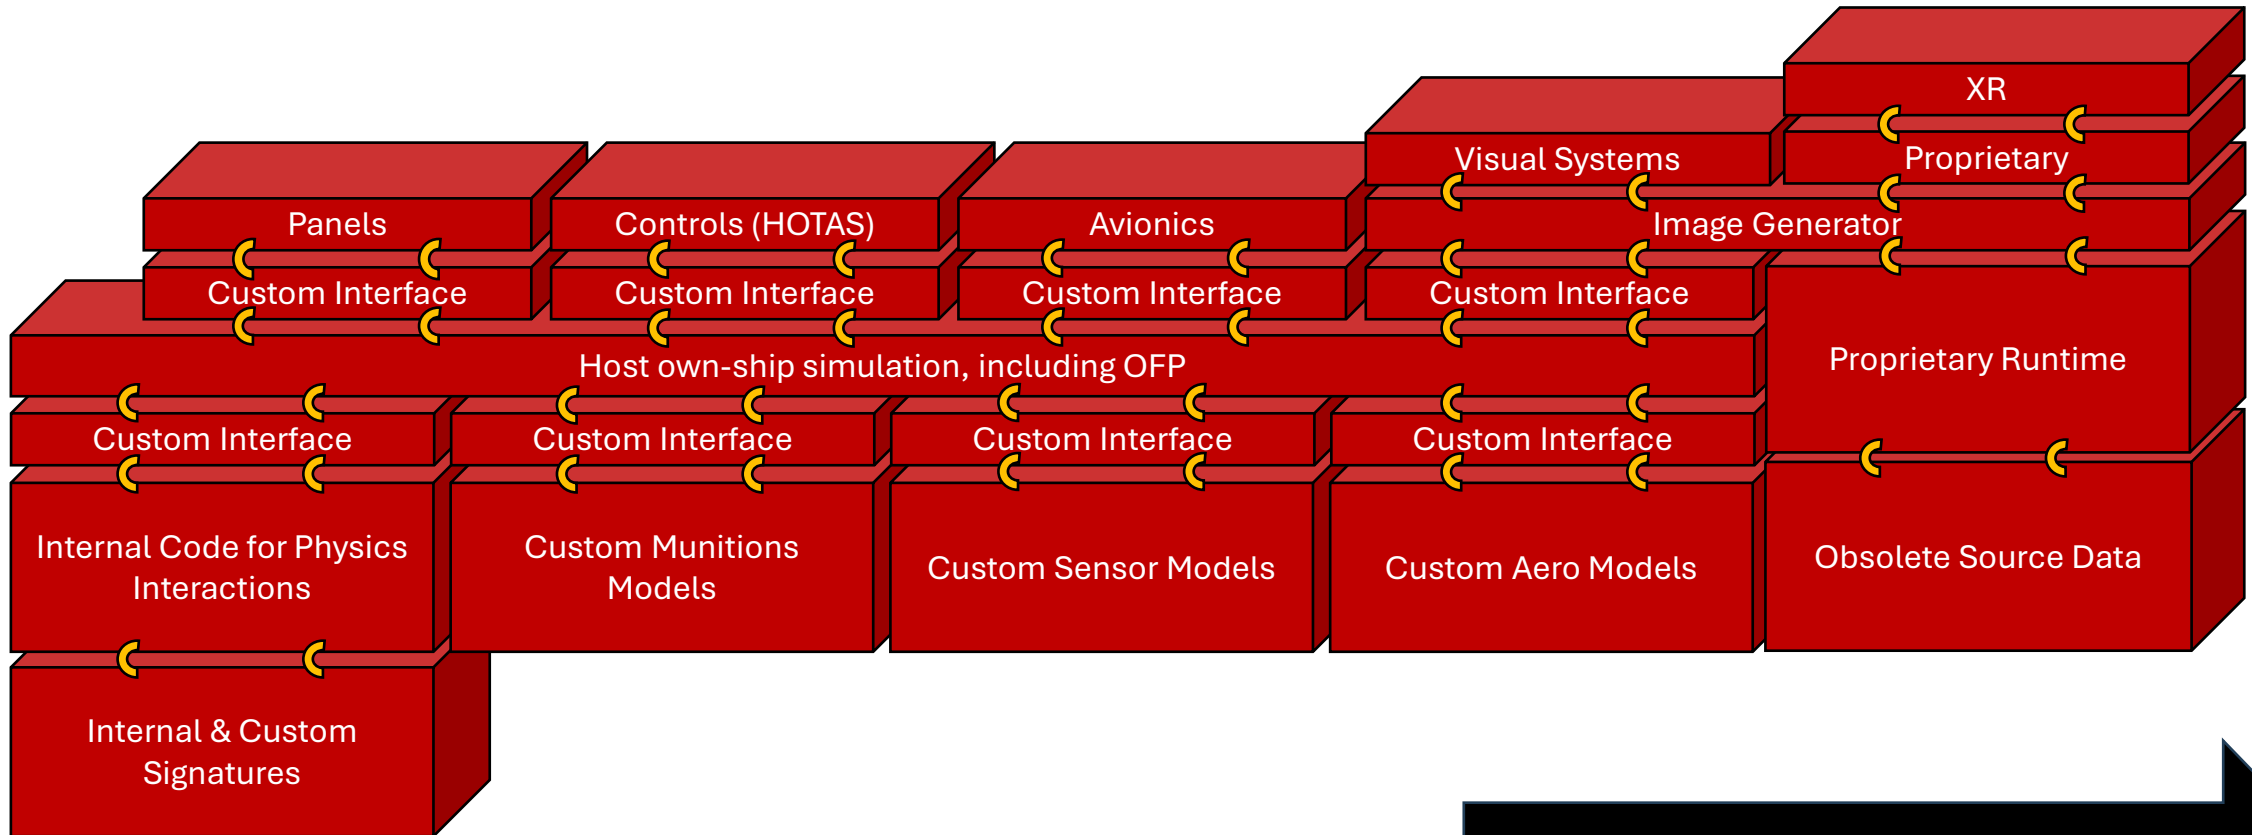 XR
Visual Systems
Proprietary
Panels
Controls (HOTAS)
Avionics
Image Generator
Custom Interface
Custom Interface
Custom Interface
Custom Interface
Host own-ship simulation, including OFP
Proprietary Runtime
Custom Interface
Custom Interface
Custom Interface
Custom Interface
Internal Code for Physics
Interactions
Custom Munitions
Models
Custom Sensor Models
Custom Aero Models
Obsolete Source Data
Internal & Custom
Signatures